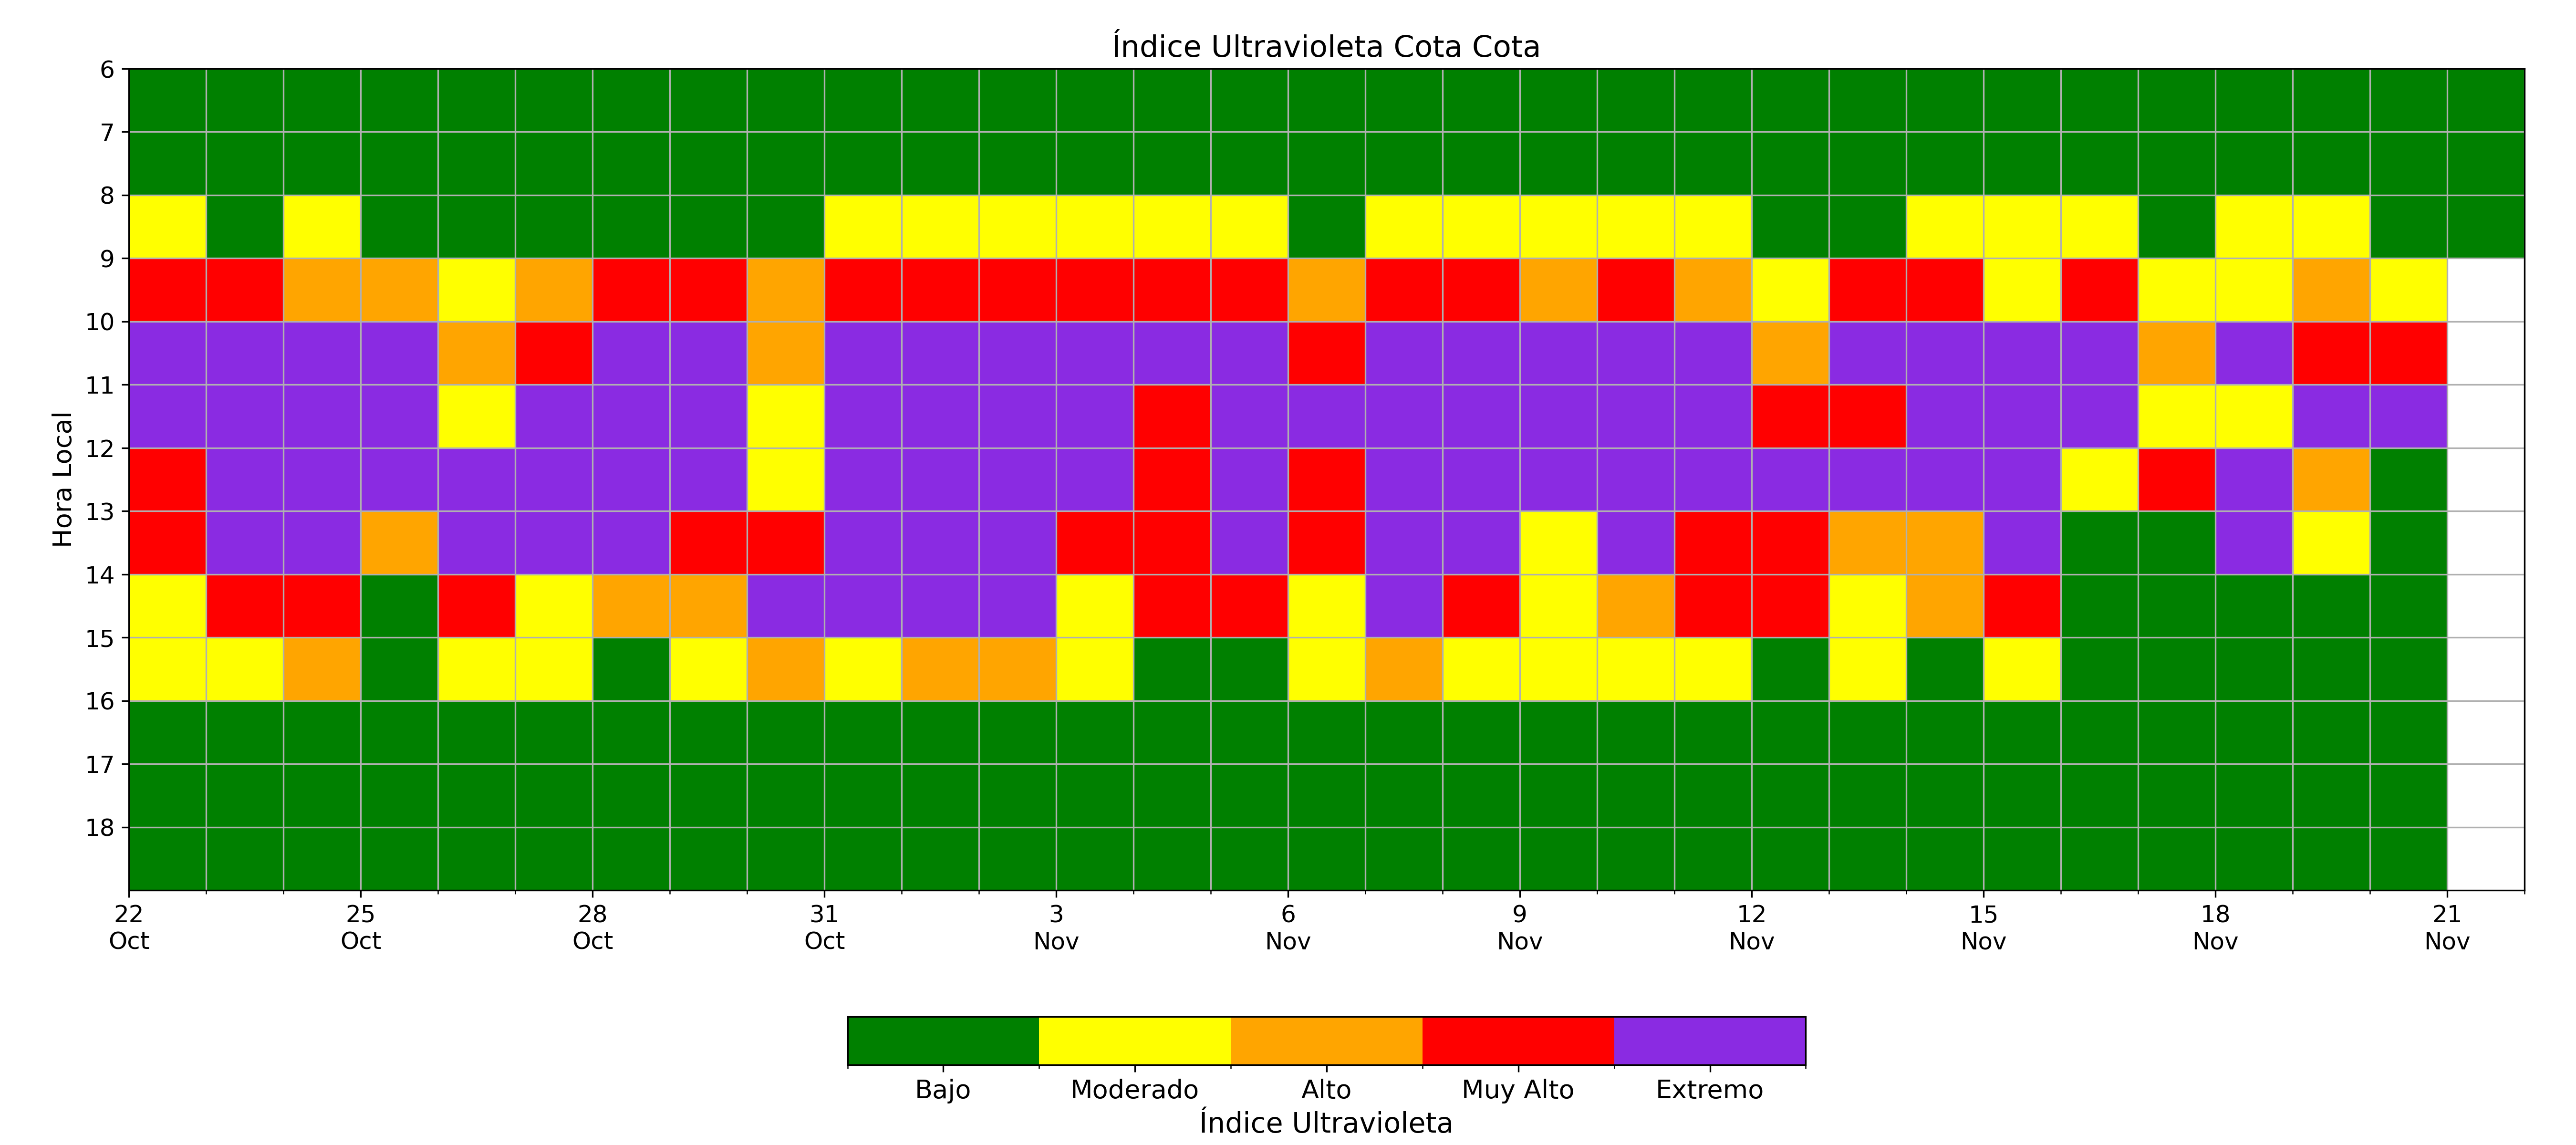 Índice Ultravioleta Cota Cota
Hora Local
6
7
8
9
10
11
12
13
14
15
16
17
18
22 25 28 31 3 6 9 12 15 18 21
Oct Oct Oct Oct Nov Nov Nov Nov Nov Nov Nov
Bajo Moderado Alto Muy Alto Extremo
Índice Ultravioleta